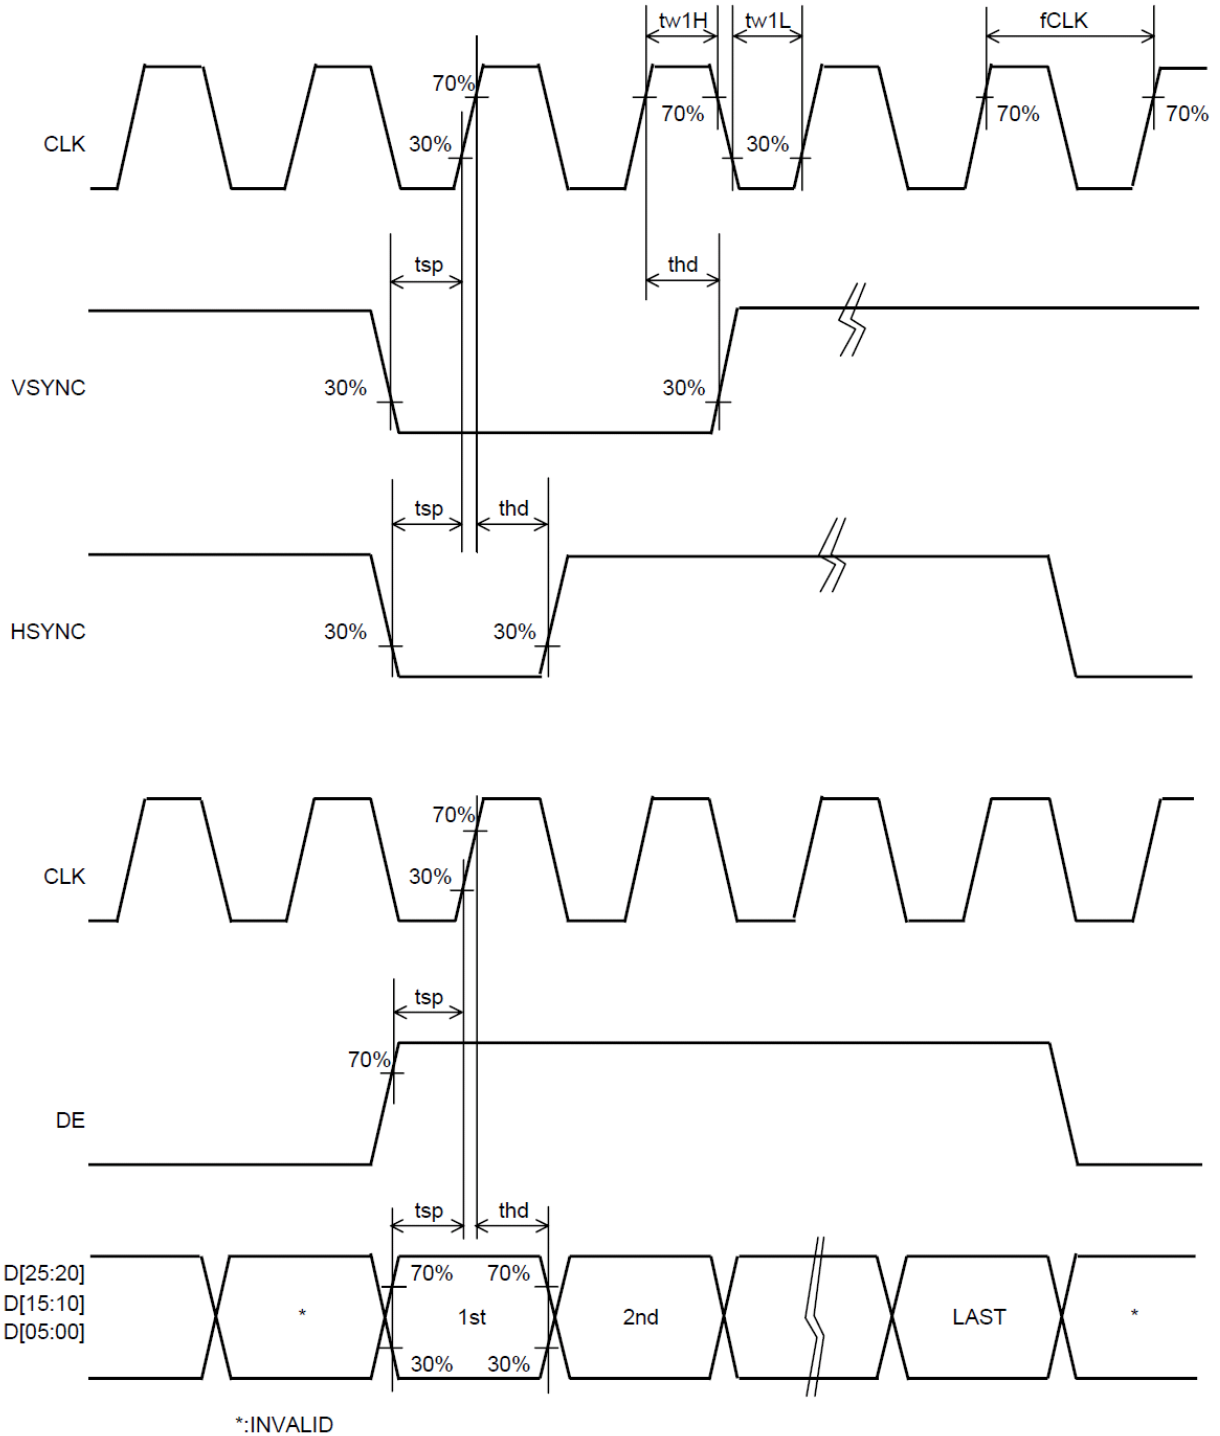 tw1H tw1L fCLK
70% 70% 70% 70%
CLK 30% 30%
tsp thd
VSYNC 30% 30%
tsp thd
HSYNC 30% 30%
70%
CLK 30%
tsp
70%
DE
tsp thd
D[25:20] 70% 70%
D[15:10] * 1st 2nd LAST *
D[05:00]
30% 30%
*:INVALID